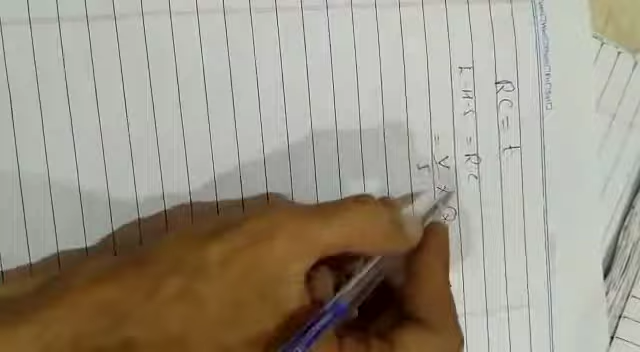 RC = t
L·H·S = RC
= V/I × Q